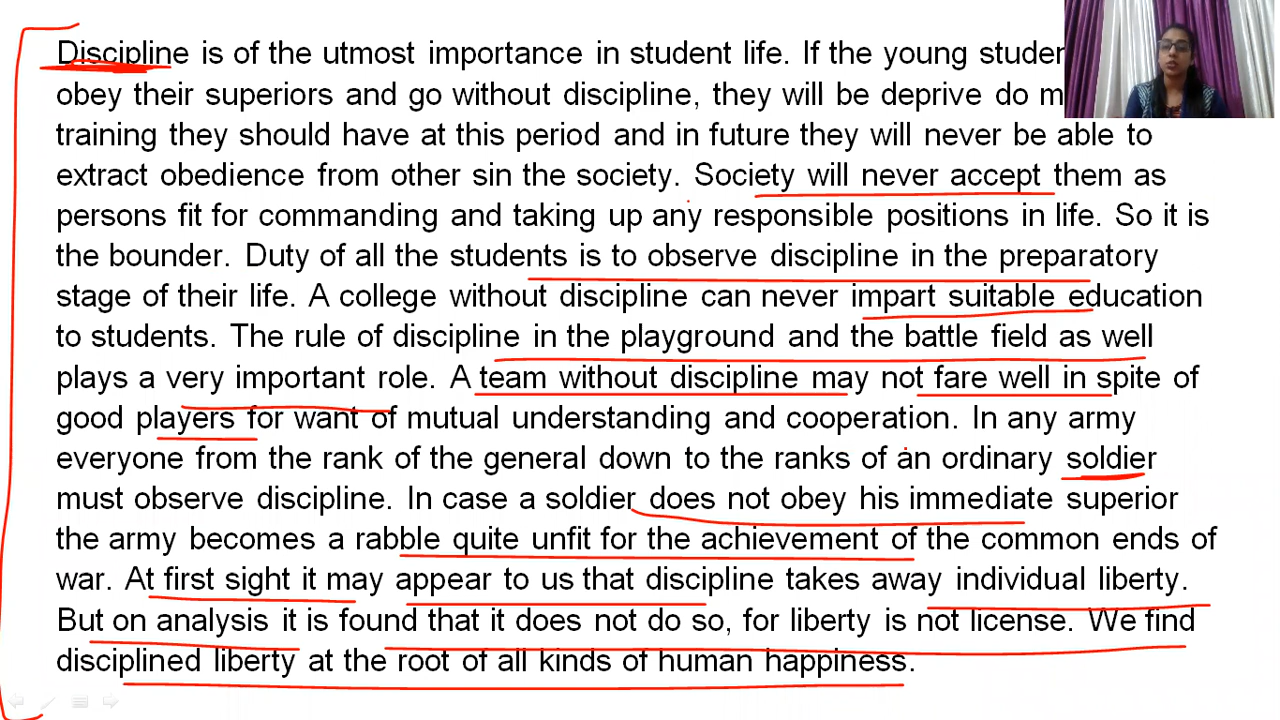 Discipline is of the utmost importance in student life. If the young
obey their superiors and go without discipline, they will be deprive do
training they should have at this period and in future they will never be able to
extract obedience from other sin the society. Society will never accept them as
persons fit for commanding and taking up any responsible positions in life. So it is
the bounder. Duty of all the students is to observe discipline in the preparatory
stage of their life. A college without discipline can never impart suitable education
to students. The rule of discipline in the playground and the battle field as well
plays a very important role. A team without discipline may not fare well in spite of
good players for want of mutual understanding and cooperation. In any army
everyone from the rank of the general down to the ranks of an ordinary soldier
must observe discipline. In case a soldier does not obey his immediate superior
the army becomes a rabble quite unfit for the achievement of the common ends of
war. At first sight it may appear to us that discipline takes away individual liberty.
But on analysis it is found that it does not do so, for liberty is not license. We find
disciplined liberty at the root of all kinds of human happiness.